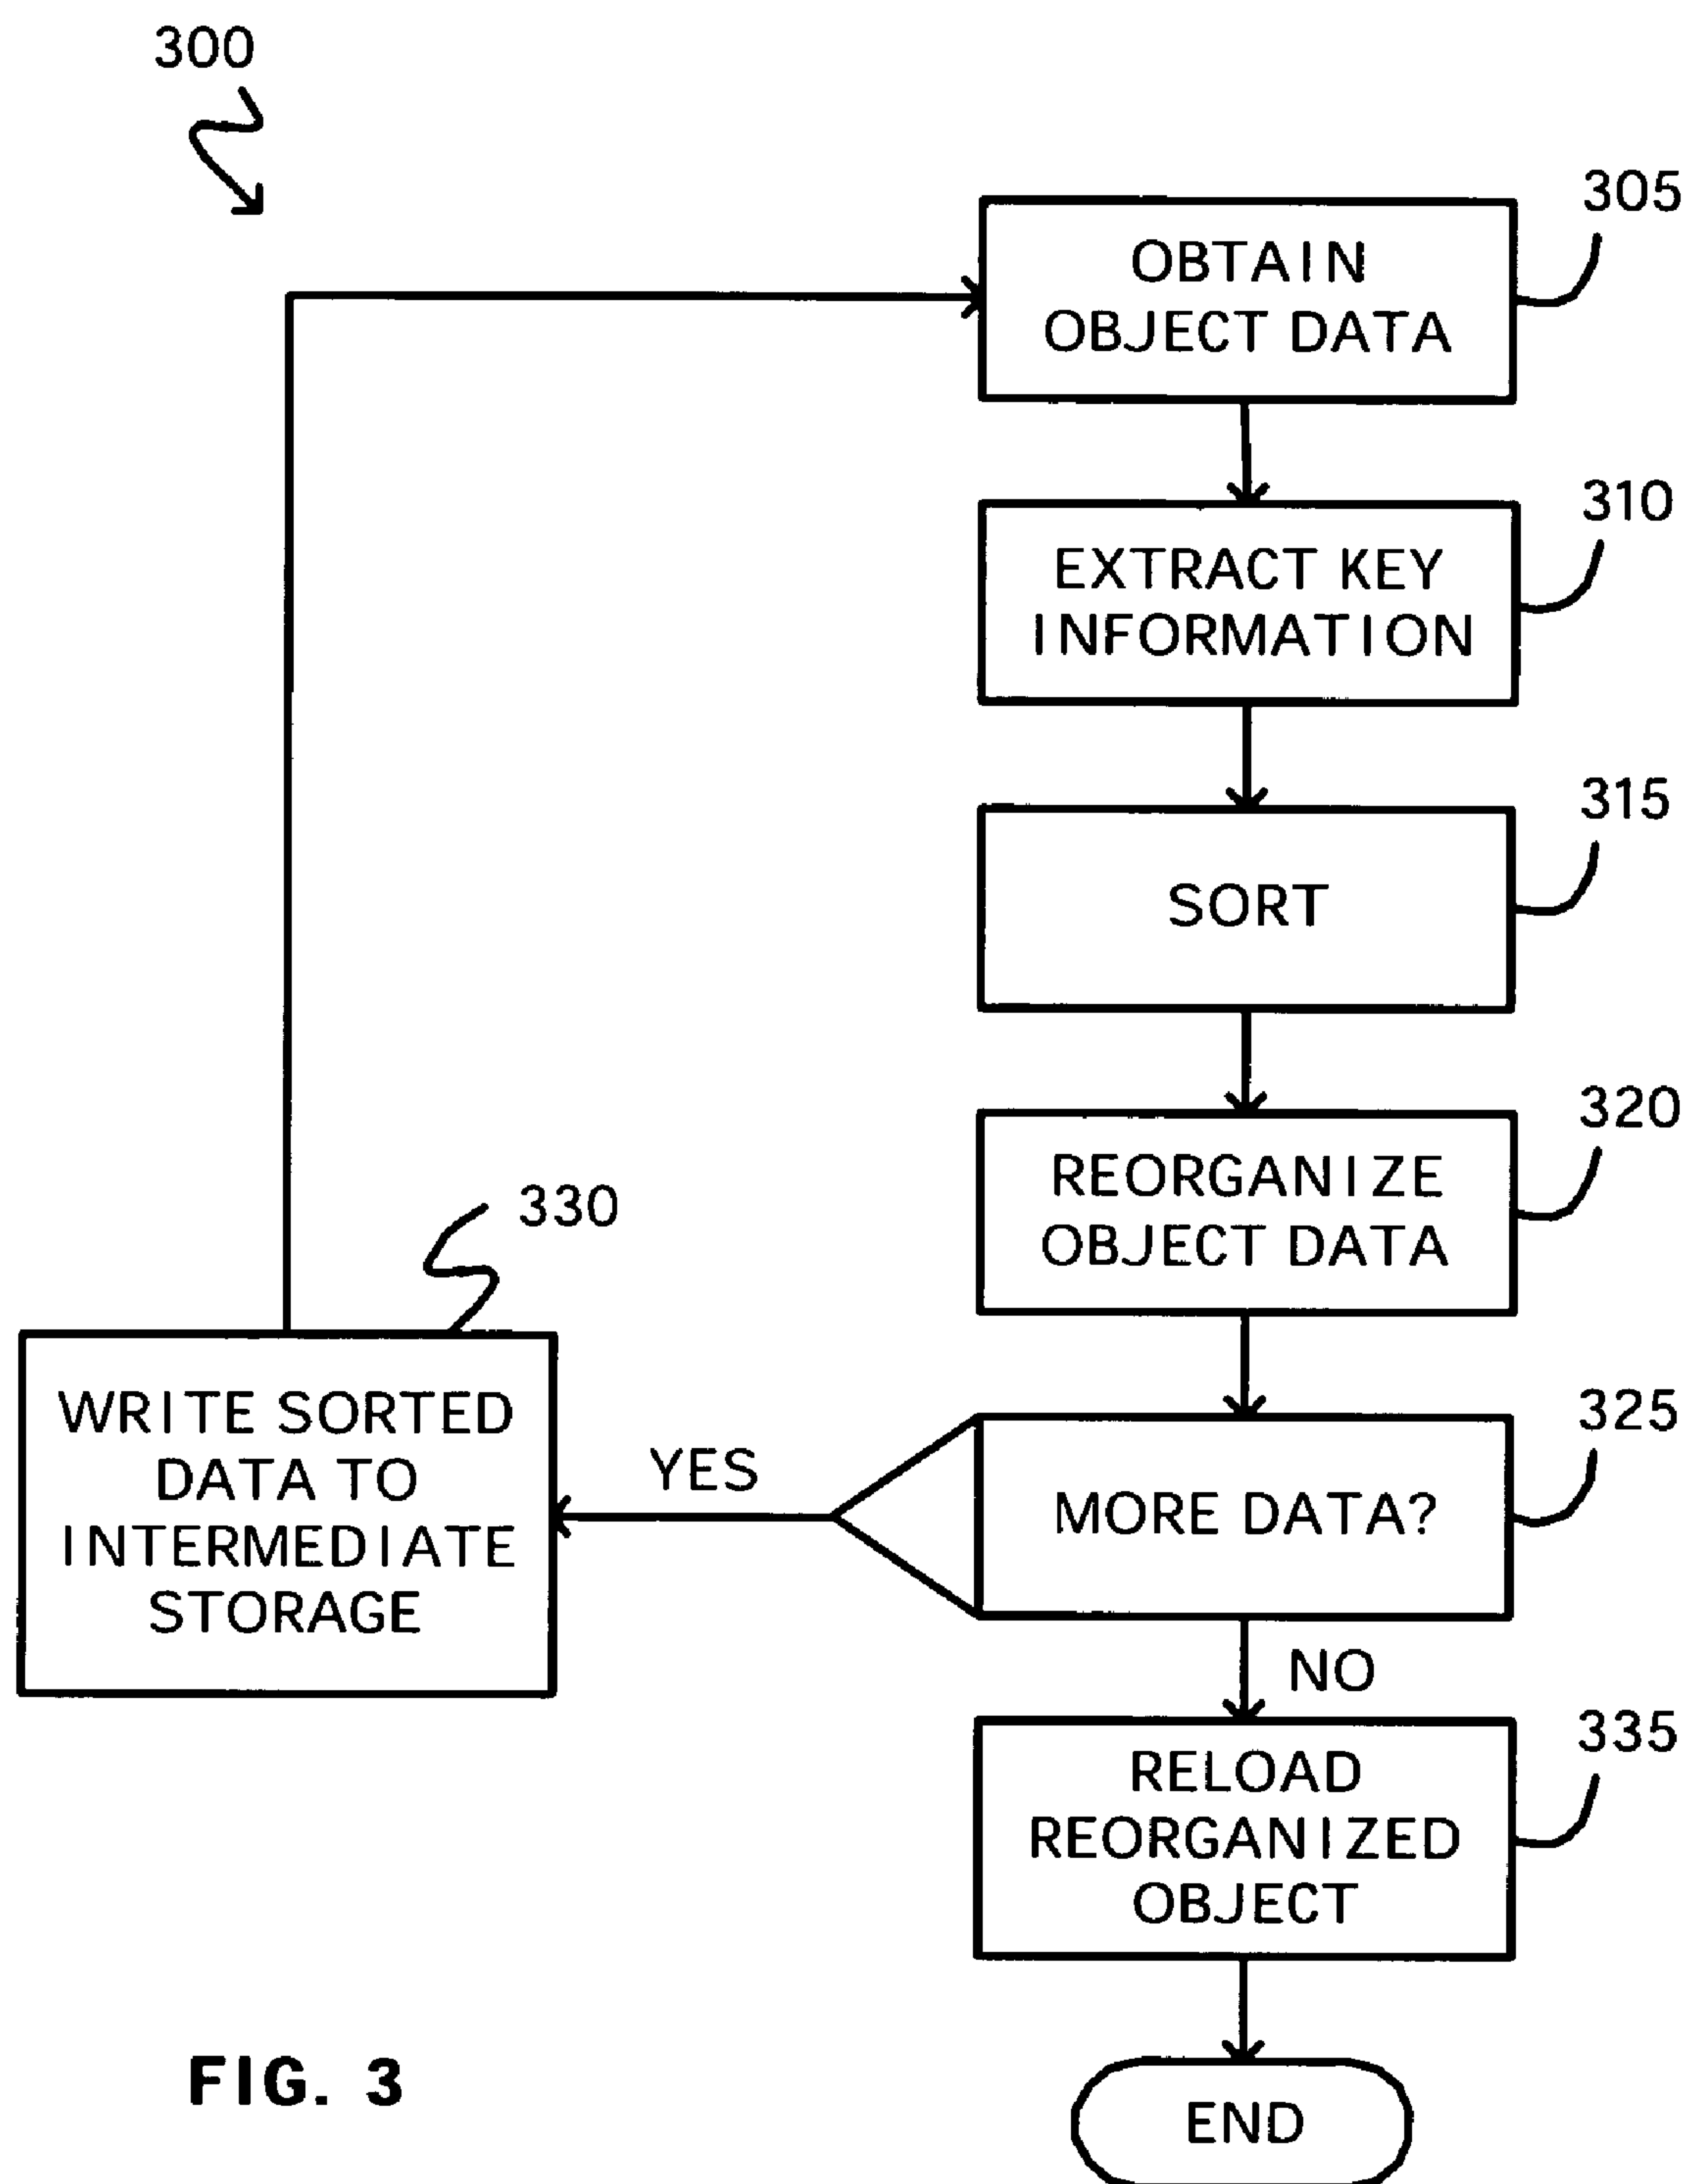 300
305
OBTAIN
OBJECT DATA
310
EXTRACT KEY
INFORMATION
315
SORT
320
REORGANIZE
OBJECT DATA
330
WRITE SORTED
DATA TO
INTERMEDIATE
STORAGE
YES
325
MORE DATA?
NO
335
RELOAD
REORGANIZED
OBJECT
END
FIG. 3